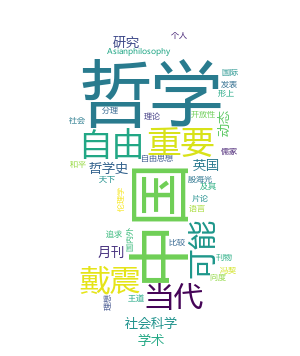 个人
研究
Asianphilosophy
哲学
国际
发表
形上
分理
社会
理论
开放性
动态
自由
重要
儒家
自由思想
和平
哲学史
英国
天下
殷海光
及其
片论
语言
中国
可能
追求
月刊
比较
刊物
冯契
向度
戴震
当代
王道
社会科学
学术